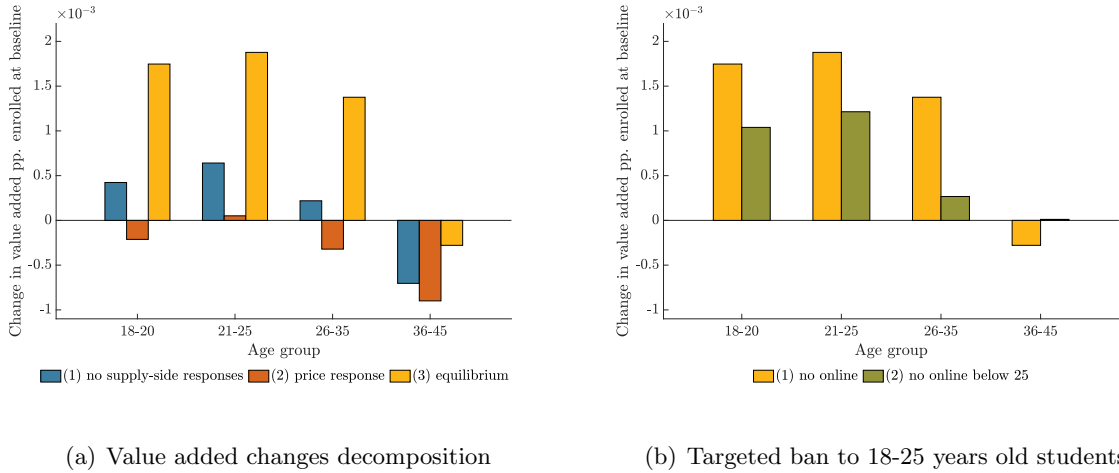 ×10⁻³
Change in value added pp. enrolled at baseline
2
1.5
1
0.5
0
-0.5
-1
18-20 21-25 26-35 36-45
Age group
(1) no supply-side responses (2) price response (3) equilibrium
(a) Value added changes decomposition
×10⁻³
Change in value added pp. enrolled at baseline
2
1.5
1
0.5
0
-0.5
-1
18-20 21-25 26-35 36-45
Age group
(1) no online (2) no online below 25
(b) Targeted ban to 18-25 years old students